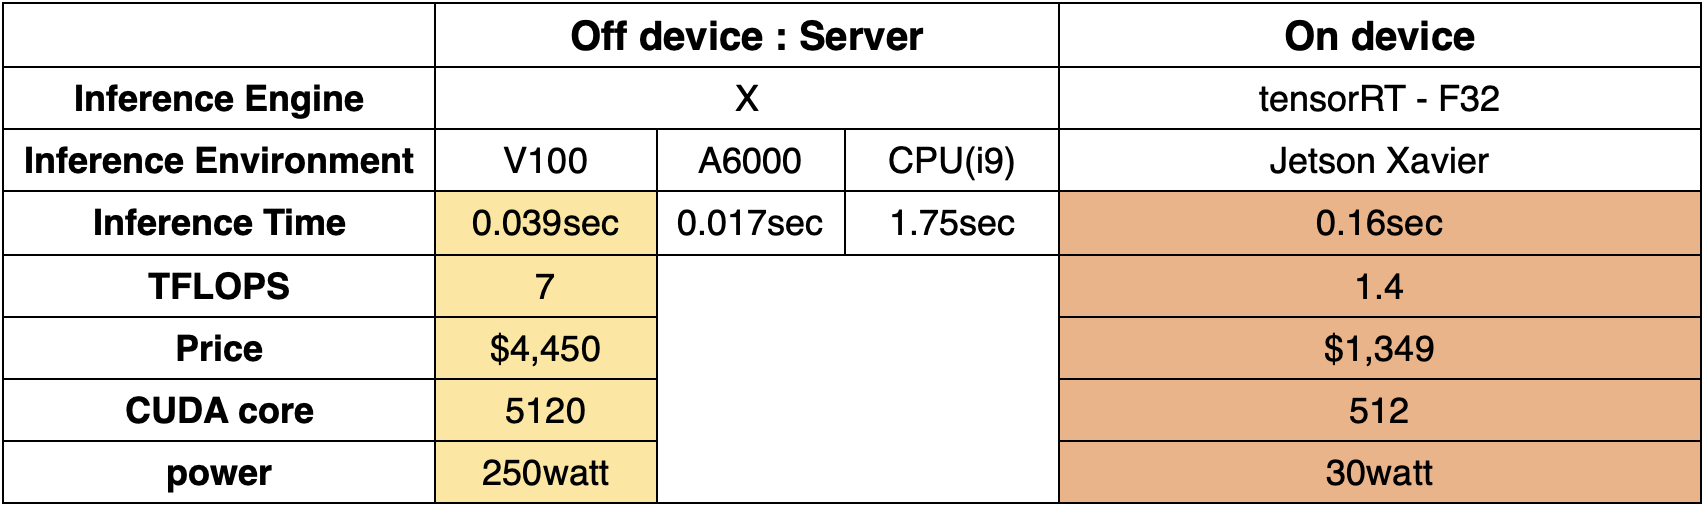 Off device : Server On device
Inference Engine X tensorRT - F32
Inference Environment V100 A6000 CPU(i9) Jetson Xavier
Inference Time 0.039sec 0.017sec 1.75sec 0.16sec
TFLOPS 7 1.4
Price $4,450 $1,349
CUDA core 5120 512
power 250watt 30watt